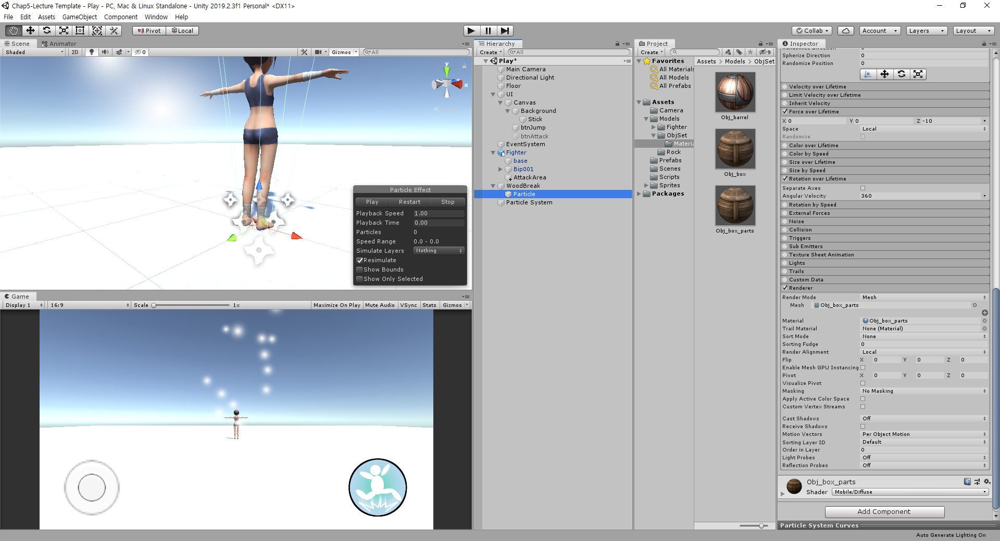 Chap5-Lecture Template - Play - PC, Mac & Linux Standalone - Unity 2019.2.3f1 Personal* <DX11>
File Edit Assets GameObject Component Window Help
Pivot Local Collab Account Layers Layout
Scene Animator
Shaded 2D 0 Gizmos All
y
x
Particle Effect
Play Restart Stop
Playback Speed 1.00
Playback Time 0.00
Particles 0
Speed Range 0.0 - 0.0
Simulate Layers Nothing
Resimulate
Show Bounds
Show Only Selected
Game
Display 1 16:9 Scale 1x Maximize On Play Mute Audio VSync Stats Gizmos
Hierarchy
Create All
Play*
Main Camera
Directional Light
Floor
UI
Canvas
Background
Stick
btnJump
btnAttack
EventSystem
Fighter
base
Bip001
AttackArea
WoodBreak
Particle
Particle System
Project
Create 9
Favorites
All Materials
All Models
All Prefabs
Assets
Camera
Models
Fighter
ObjSet
Materia
Rock
Prefabs
Scenes
Scripts
Sprites
Packages
Assets > Models > ObjSet
Obj_barrel
Obj_box
Obj_box_parts
Inspector
Randomize Direction 0
Spherize Direction 0
Randomize Position 0
Velocity over Lifetime
Limit Velocity over Lifetime
Inherit Velocity
Force over Lifetime
X 0 Y 0 Z -10
Space Local
Randomize
Color over Lifetime
Color by Speed
Size over Lifetime
Size by Speed
Rotation over Lifetime
Separate Axes
Angular Velocity 360
Rotation by Speed
External Forces
Noise
Collision
Triggers
Sub Emitters
Texture Sheet Animation
Lights
Trails
Custom Data
Renderer
Render Mode Mesh
Mesh Obj_box_parts
Material Obj_box_parts
Trail Material None (Material)
Sort Mode None
Sorting Fudge 0
Render Alignment Local
Flip X 0 Y 0 Z 0
Enable Mesh GPU Instancing
Pivot X 0 Y 0 Z 0
Visualize Pivot
Masking No Masking
Apply Active Color Space
Custom Vertex Streams
Cast Shadows Off
Receive Shadows
Motion Vectors Per Object Motion
Sorting Layer ID Default
Order in Layer 0
Light Probes Off
Reflection Probes Off
Obj_box_parts
Shader Mobile/Diffuse
Add Component
Particle System Curves
Auto Generate Lighting On